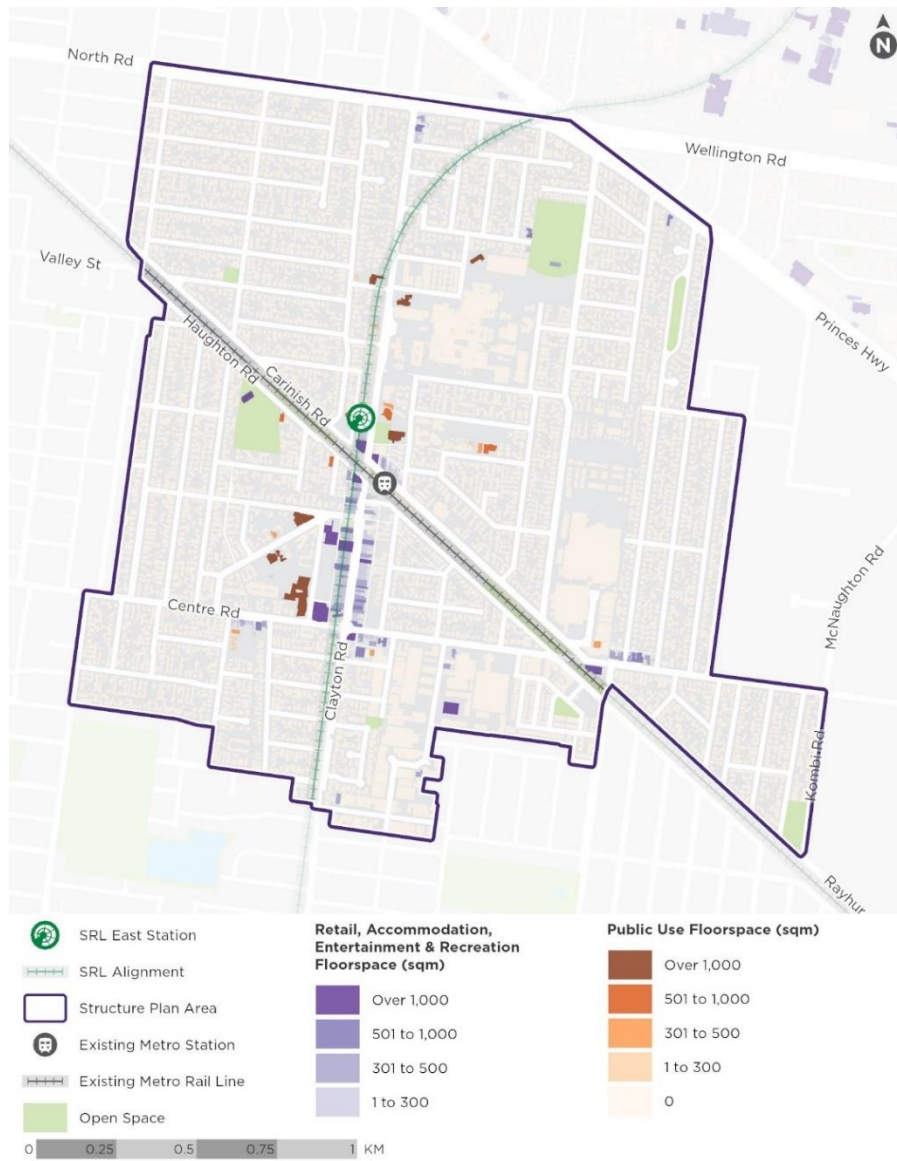 North Rd
N
Wellington Rd
Valley St
Princes Hwy
Haughton Rd
Carinish Rd
McNaughton Rd
Centre Rd
Clayton Rd
Kombi Rd
Rayhur
SRL East Station
SRL Alignment
Structure Plan Area
Existing Metro Station
Existing Metro Rail Line
Open Space
0 0.25 0.5 0.75 1 KM
Retail, Accommodation,
Entertainment & Recreation
Floorspace (sqm)
Over 1,000
501 to 1,000
301 to 500
1 to 300
Public Use Floorspace (sqm)
Over 1,000
501 to 1,000
301 to 500
1 to 300
0